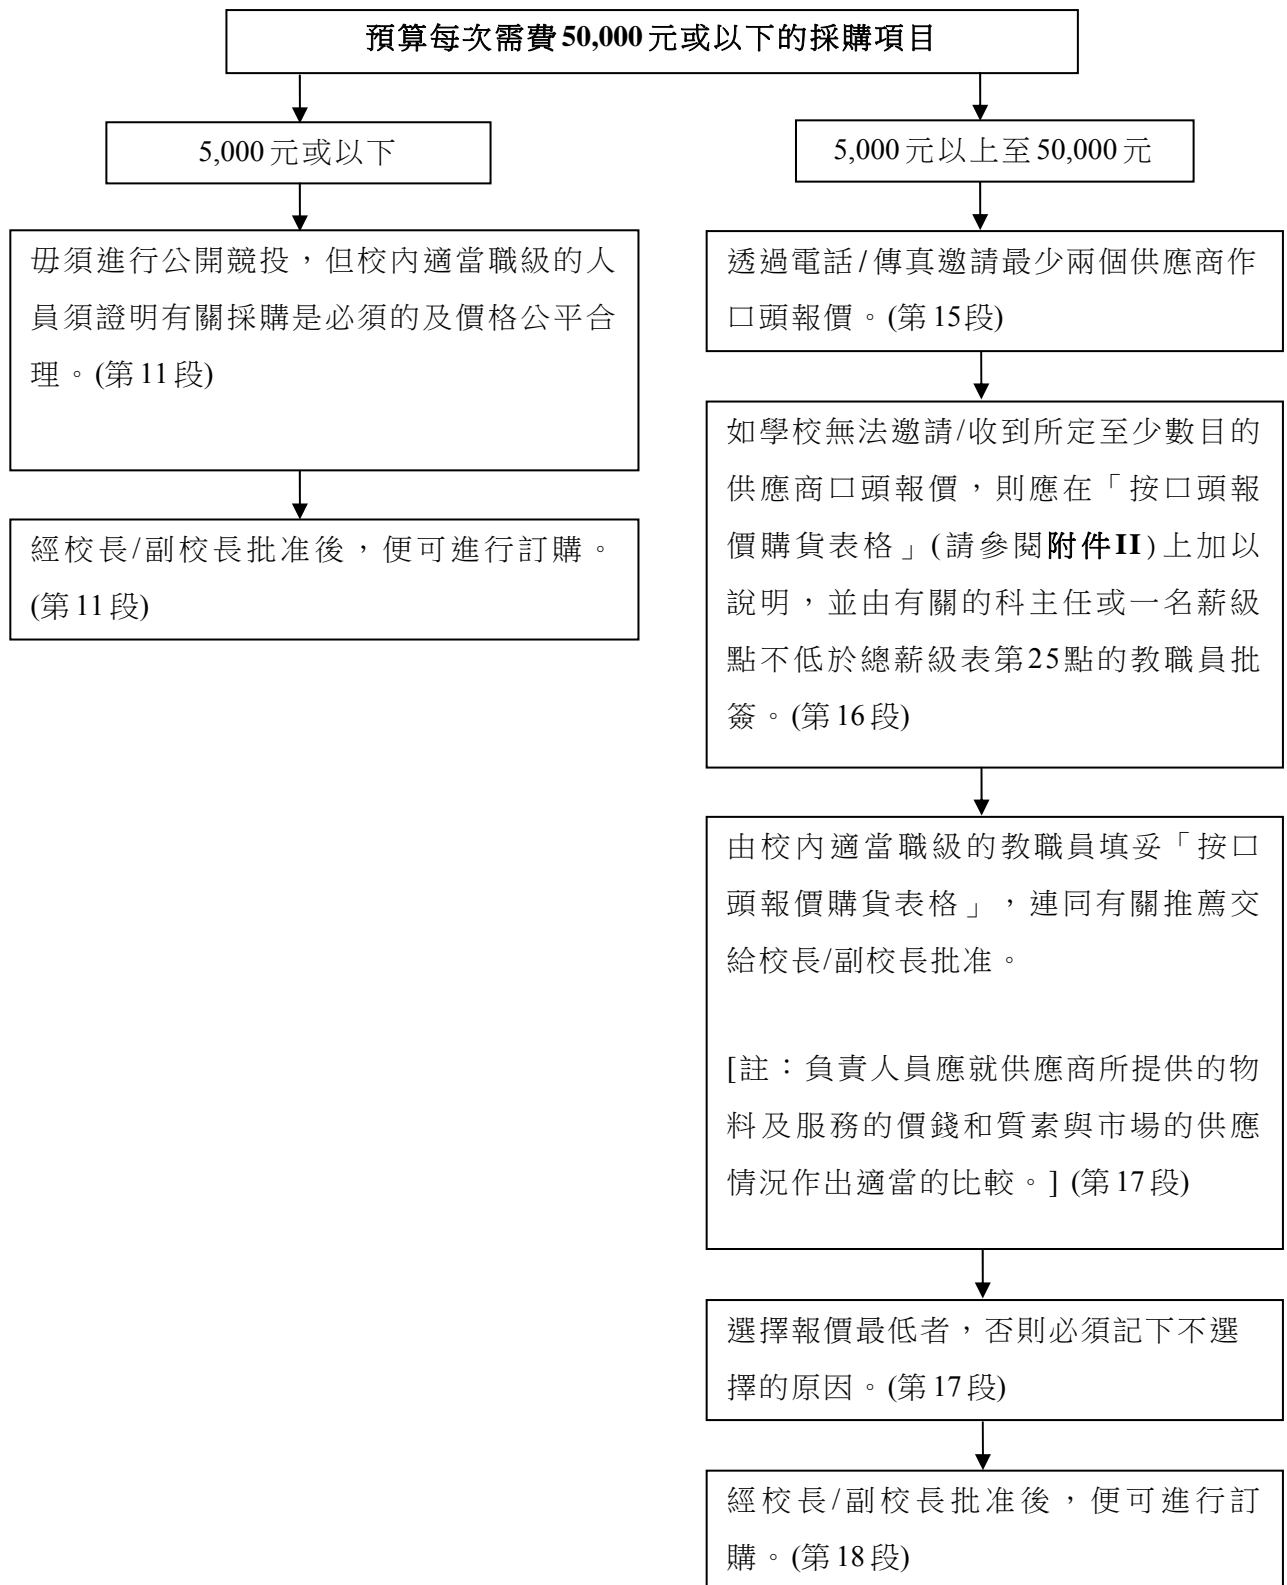 預算每次需費50,000元或以下的採購項目
5,000元或以下
毋須進行公開競投，但校內適當職級的人
員須證明有關採購是必須的及價格公平合
理。(第11段)
經校長/副校長批准後，便可進行訂購。
(第11段)
5,000元以上至50,000元
透過電話/傳真邀請最少兩個供應商作
口頭報價。(第15段)
如學校無法邀請/收到所定至少數目的
供應商口頭報價，則應在「按口頭報
價購貨表格」(請參閱附件II)上加以
說明，並由有關的科主任或一名薪級
點不低於總薪級表第25點的教職員批
簽。(第16段)
由校內適當職級的教職員填妥「按口
頭報價購貨表格」，連同有關推薦交
給校長/副校長批准。
[註：負責人員應就供應商所提供的物
料及服務的價錢和質素與市場的供應
情況作出適當的比較。] (第17段)
選擇報價最低者，否則必須記下不選
擇的原因。(第17段)
經校長/副校長批准後，便可進行訂
購。(第18段)